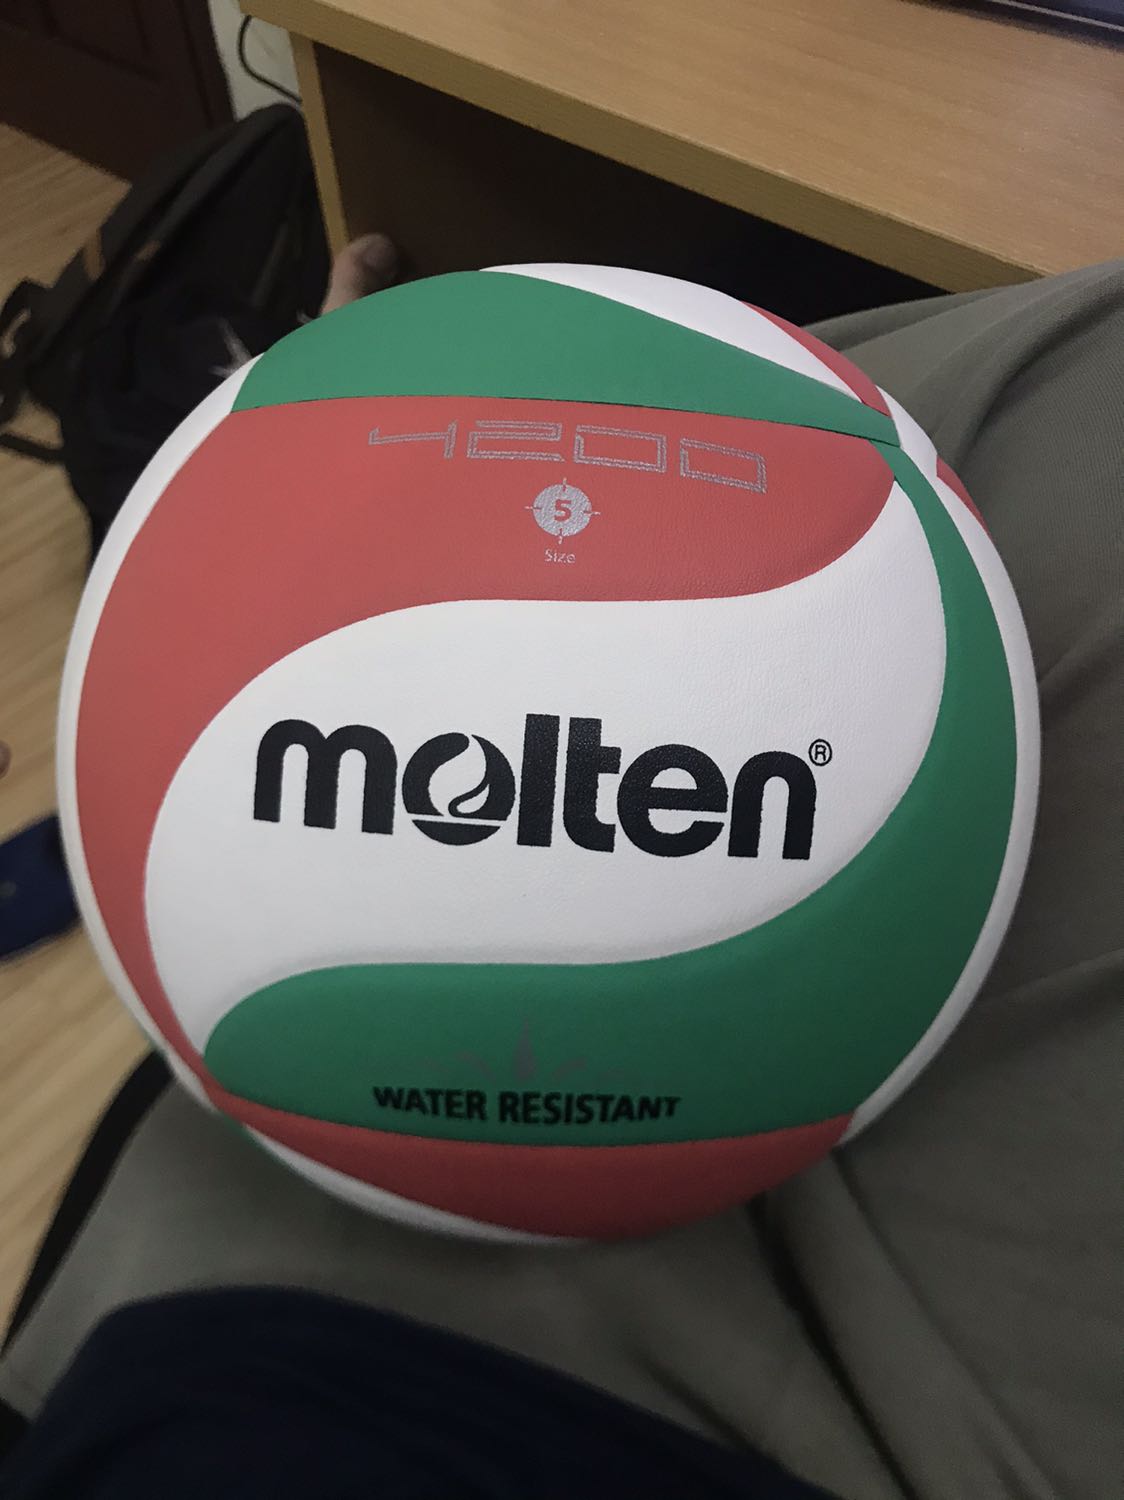 4200
5
Size
molten®
WATER RESISTANT